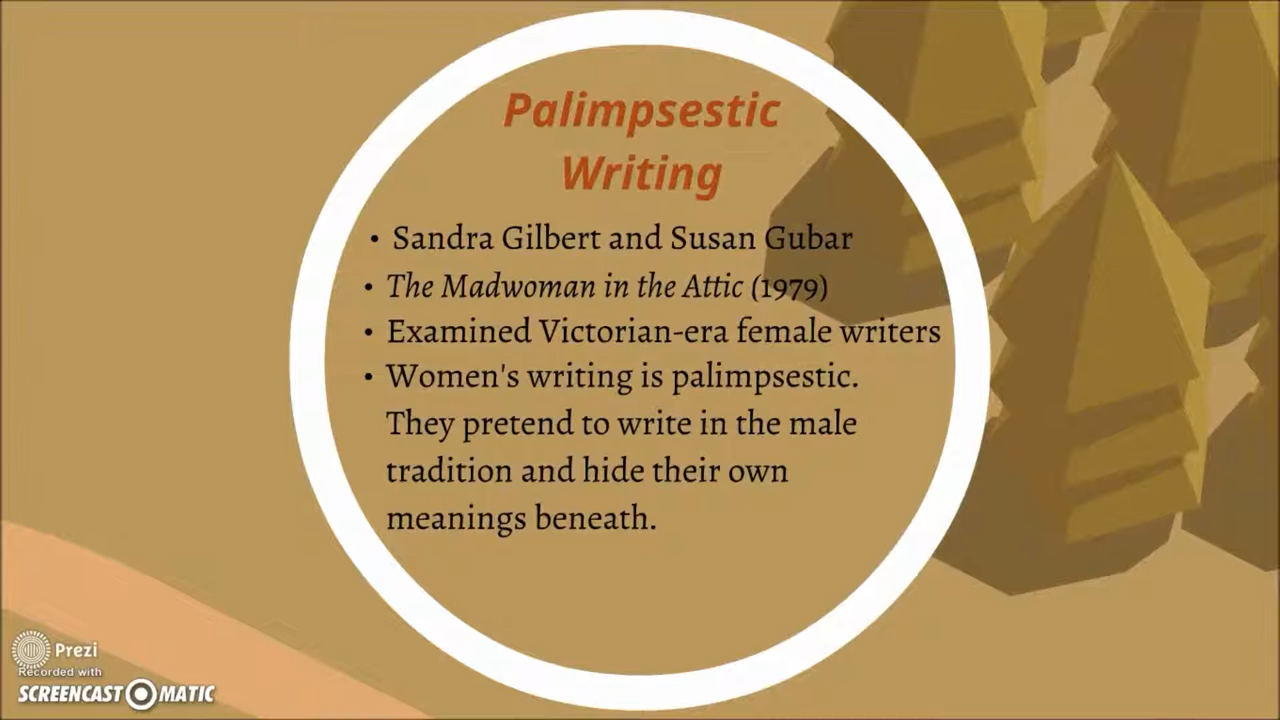 Palimpsestic
Writing
• Sandra Gilbert and Susan Gubar
• The Madwoman in the Attic (1979)
• Examined Victorian-era female writers
• Women's writing is palimpsestic.
They pretend to write in the male
tradition and hide their own
meanings beneath.
Prezi
Recorded with
SCREENCAST-O-MATIC